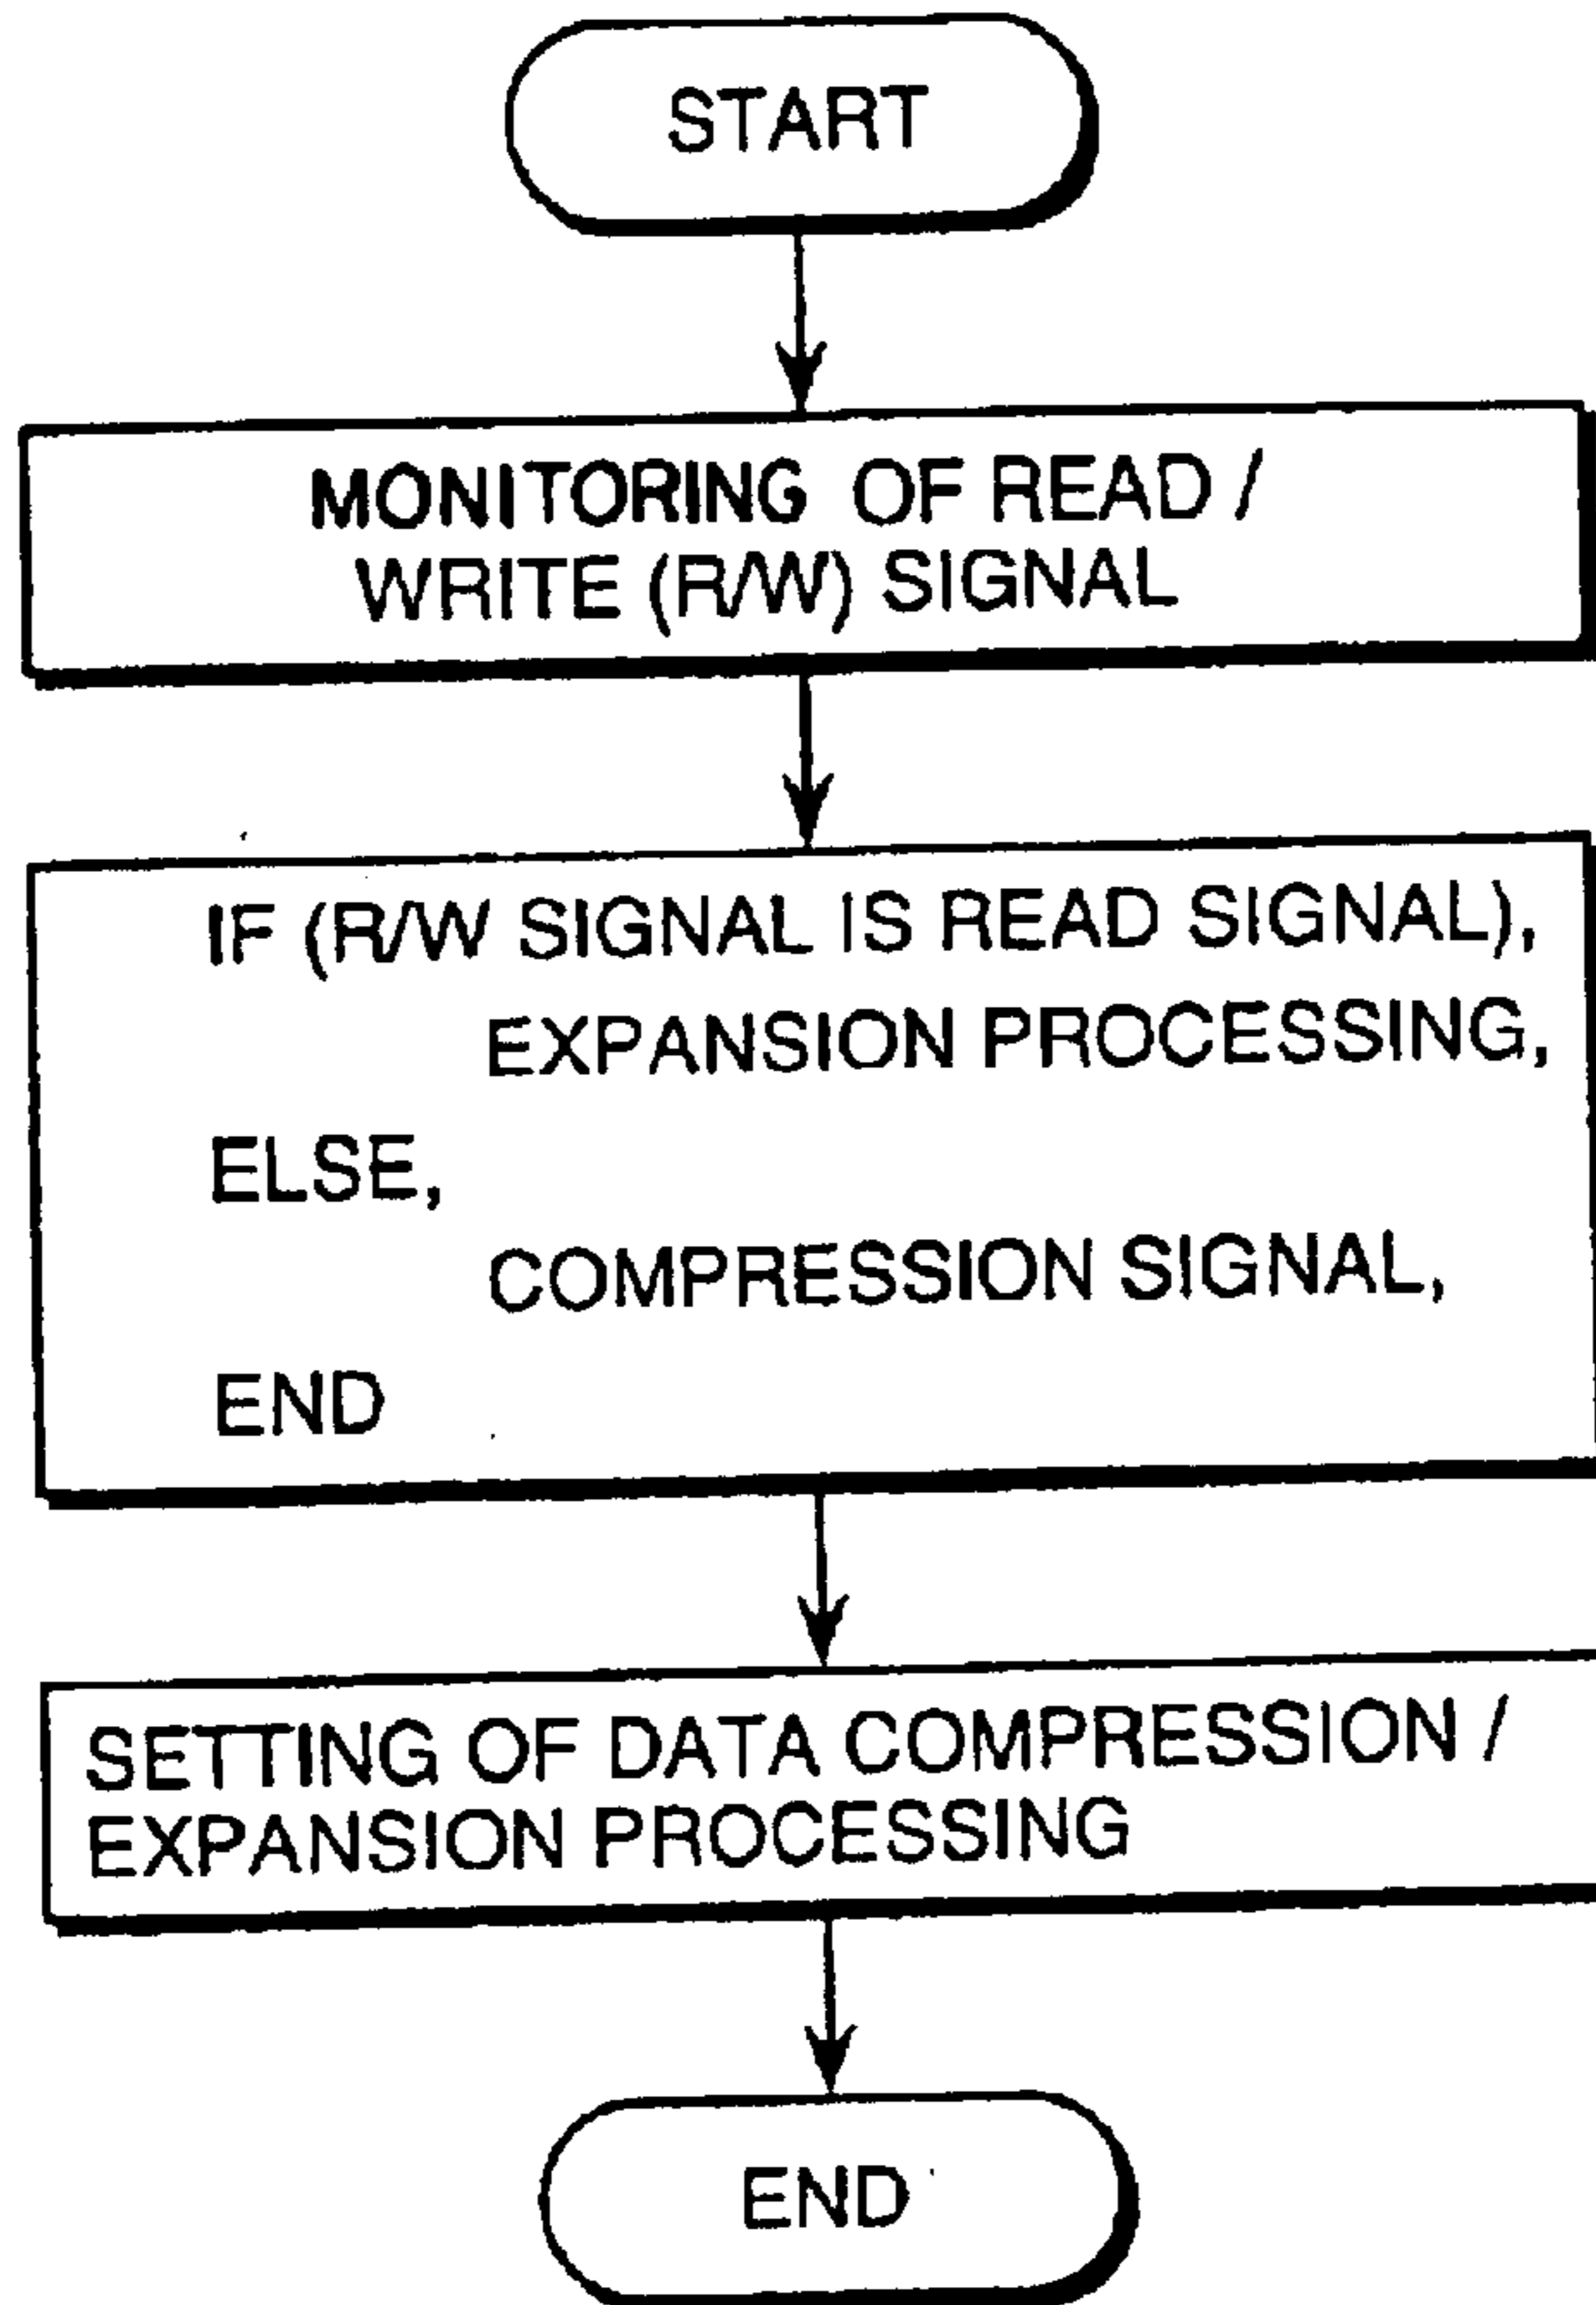 START
MONITORING OF READ /
WRITE (R/W) SIGNAL
IF (R/W SIGNAL IS READ SIGNAL),
EXPANSION PROCESSING,
ELSE,
COMPRESSION SIGNAL,
END
SETTING OF DATA COMPRESSION /
EXPANSION PROCESSING
END